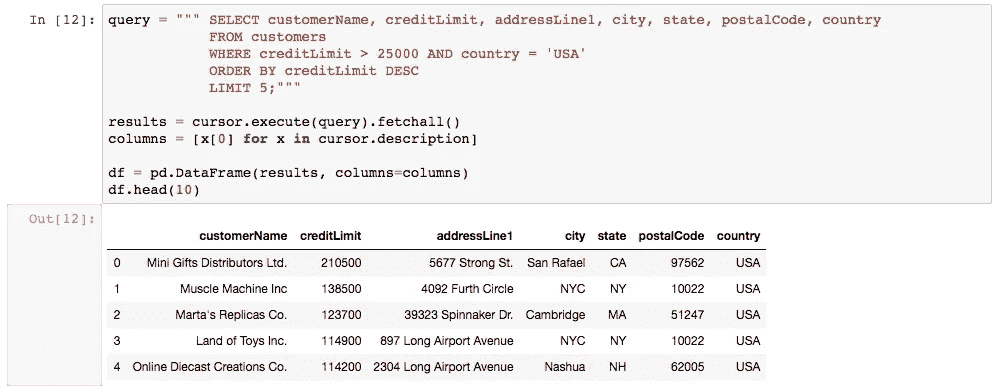 In [12]: query = """ SELECT customerName, creditLimit, addressLine1, city, state, postalCode, country
FROM customers
WHERE creditLimit > 25000 AND country = 'USA'
ORDER BY creditLimit DESC
LIMIT 5;"""
results = cursor.execute(query).fetchall()
columns = [x[0] for x in cursor.description]
df = pd.DataFrame(results, columns=columns)
df.head(10)
Out[12]:
customerName creditLimit addressLine1 city state postalCode country
0 Mini Gifts Distributors Ltd. 210500 5677 Strong St. San Rafael CA 97562 USA
1 Muscle Machine Inc 138500 4092 Furth Circle NYC NY 10022 USA
2 Marta's Replicas Co. 123700 39323 Spinnaker Dr. Cambridge MA 51247 USA
3 Land of Toys Inc. 114900 897 Long Airport Avenue NYC NY 10022 USA
4 Online Diecast Creations Co. 114200 2304 Long Airport Avenue Nashua NH 62005 USA